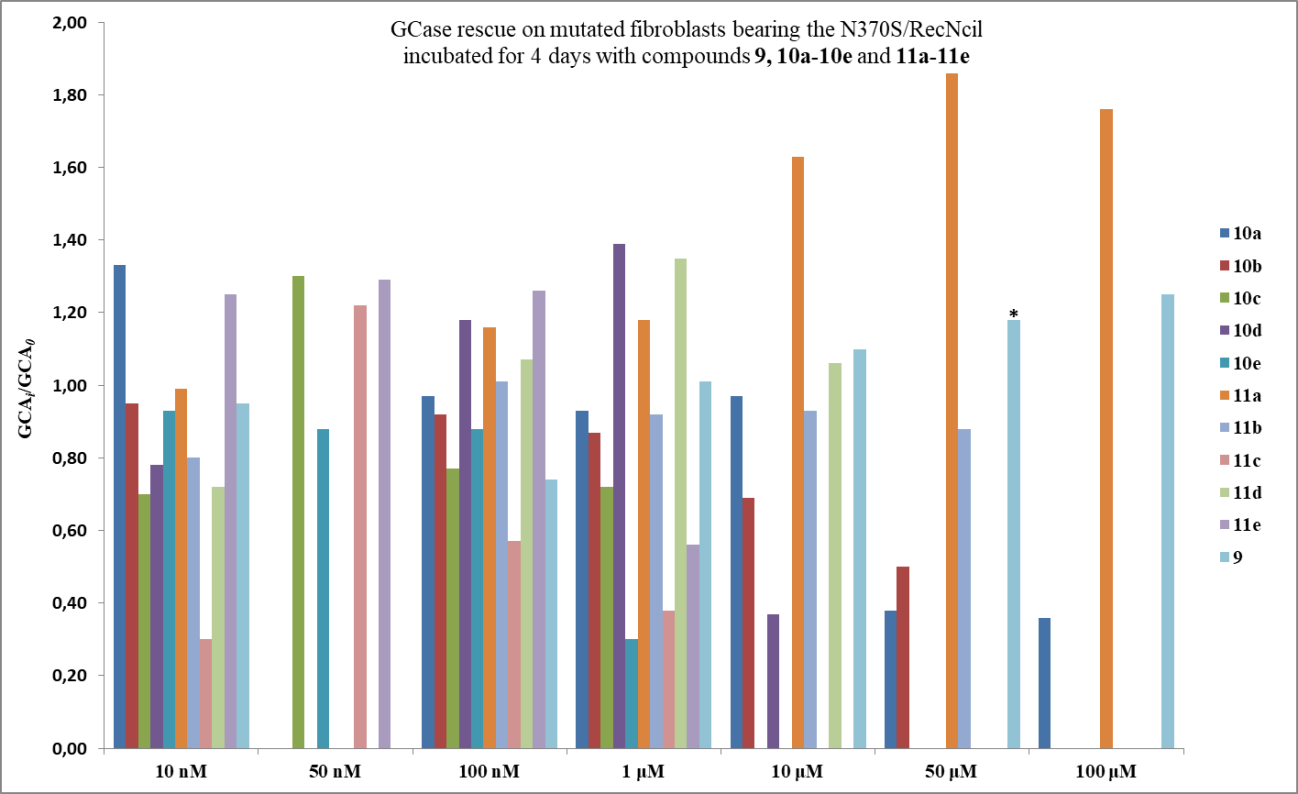 GCase rescue on mutated fibroblasts bearing the N370S/RecNcil
incubated for 4 days with compounds 9, 10a-10e and 11a-11e
2,00
1,80
1,60
1,40
1,20
1,00
0,80
0,60
0,40
0,20
0,00
GCAi/GCA0
*
10 nM
50 nM
100 nM
1 µM
10 µM
50 µM
100 µM
10a
10b
10c
10d
10e
11a
11b
11c
11d
11e
9